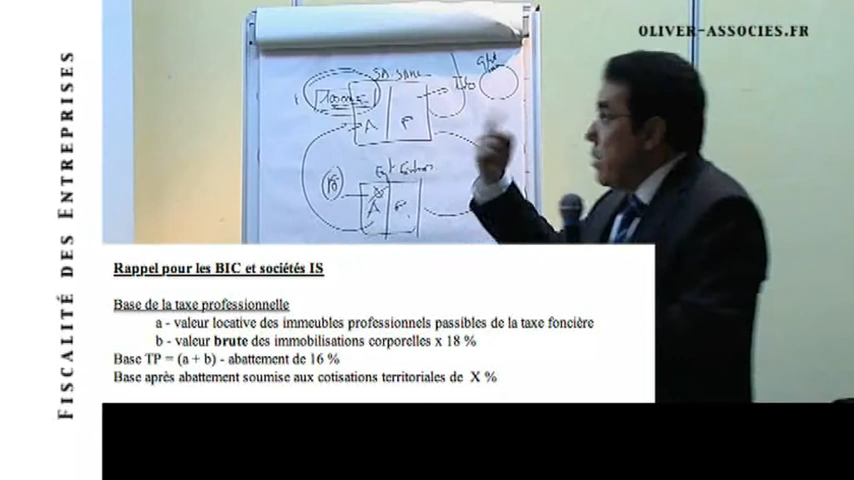 OLIVER-ASSOCIES.FR
FISCALITÉ DES ENTREPRISES
SA SARL
A
P
A
Rappel pour les BIC et sociétés IS
Base de la taxe professionnelle
a - valeur locative des immeubles professionnels passibles de la taxe foncière
b - valeur brute des immobilisations corporelles x 18 %
Base TP = (a + b) - abattement de 16 %
Base après abattement soumise aux cotisations territoriales de X %